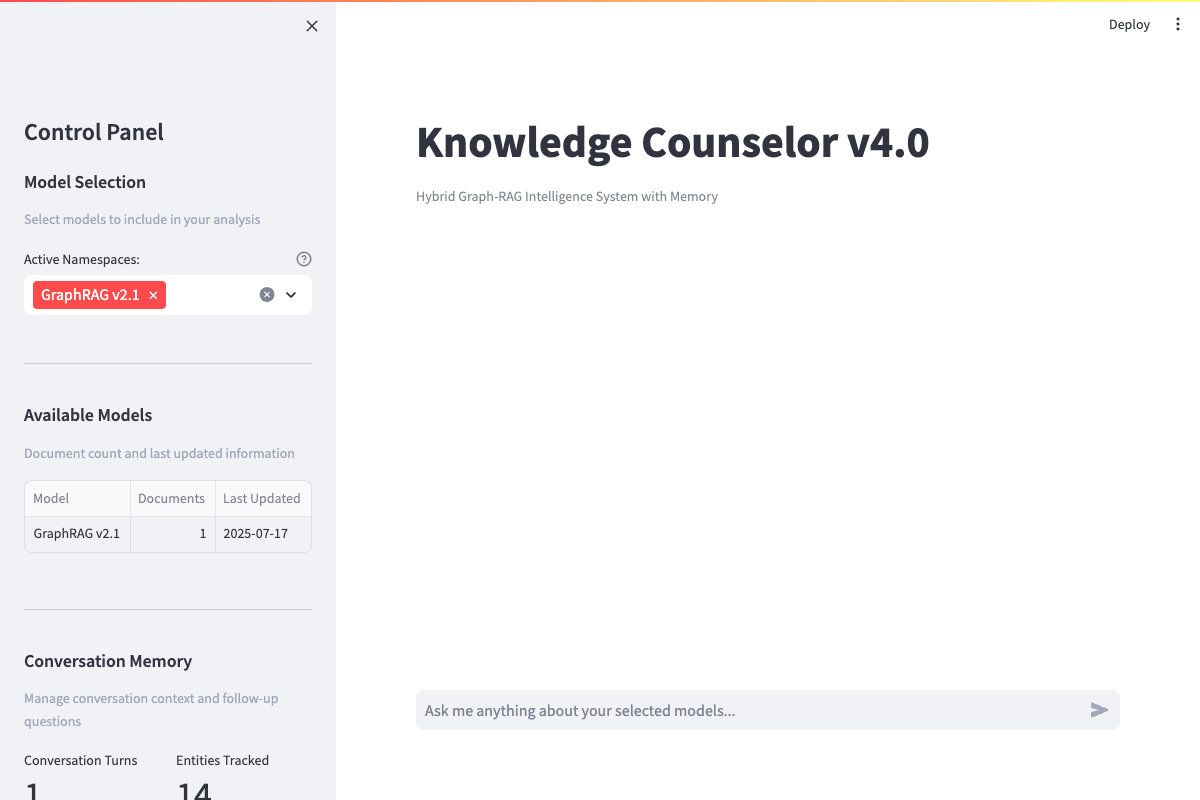 Deploy
Control Panel
Model Selection
Select models to include in your analysis
Active Namespaces:
GraphRAG v2.1
Available Models
Document count and last updated information
Model Documents Last Updated
GraphRAG v2.1 1 2025-07-17
Conversation Memory
Manage conversation context and follow-up
questions
Conversation Turns Entities Tracked
1 14
Knowledge Counselor v4.0
Hybrid Graph-RAG Intelligence System with Memory
Ask me anything about your selected models...